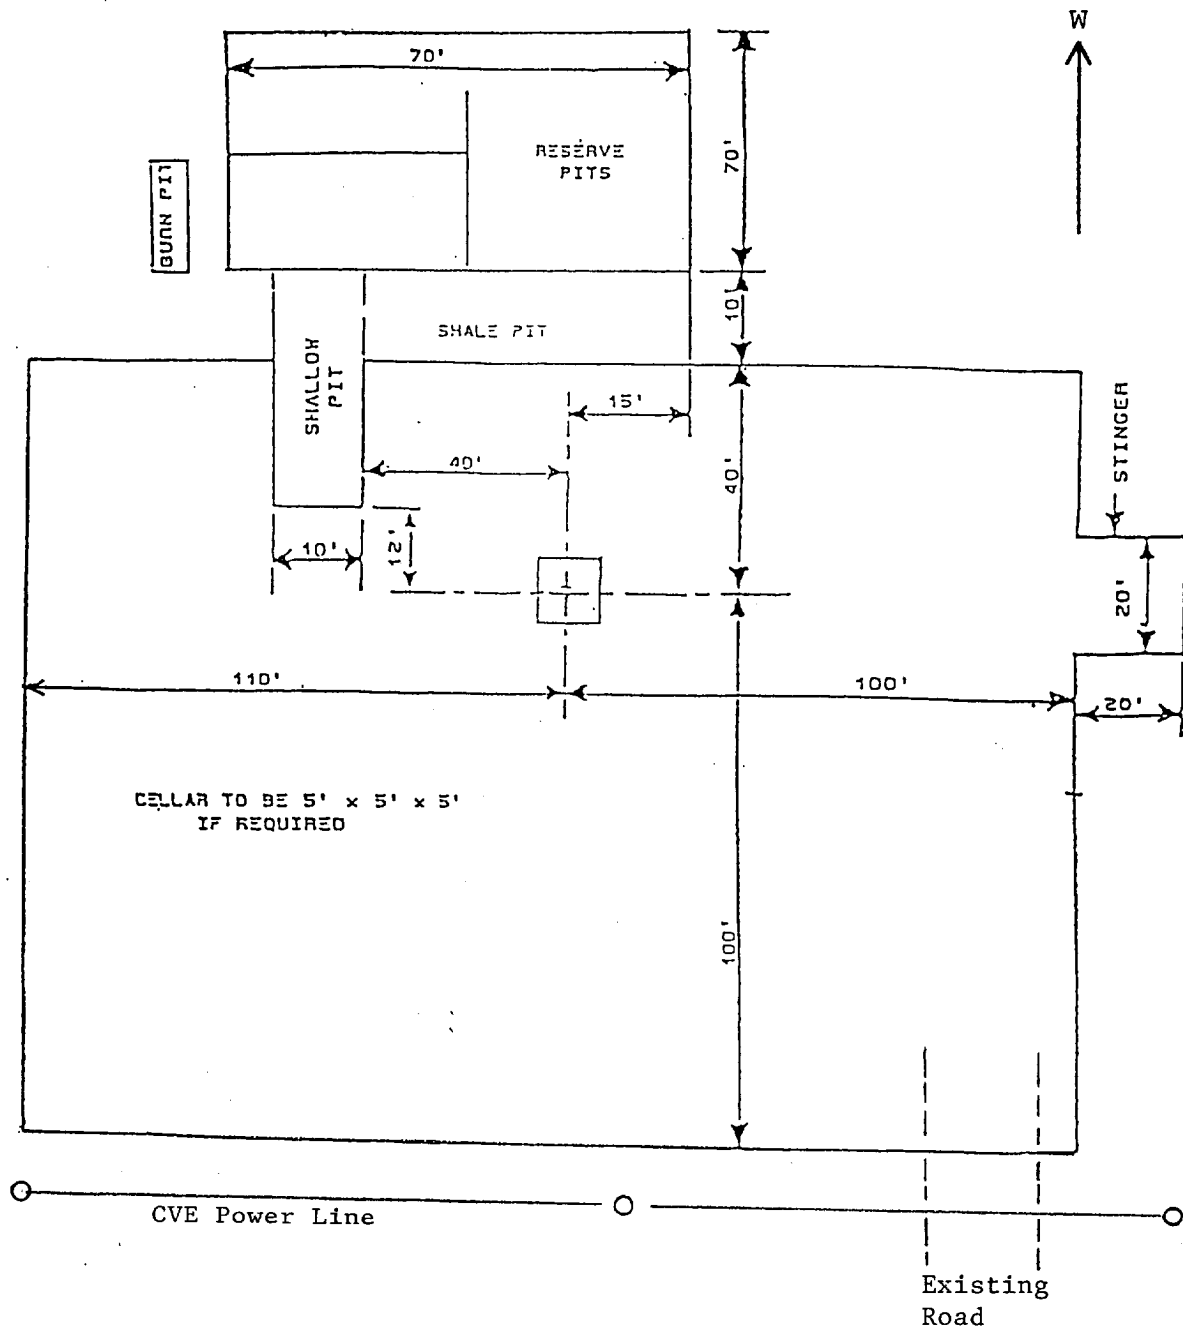 W
70'
RESERVE
PITS
70'
BURN PIT
10'
SHALE PIT
SHALLOW
PIT
15'
STINGER
40'
40'
12'
10'
20'
110'
100'
20'
CELLAR TO BE 5' x 5' x 5'
IF REQUIRED
100'
CVE Power Line
Existing
Road